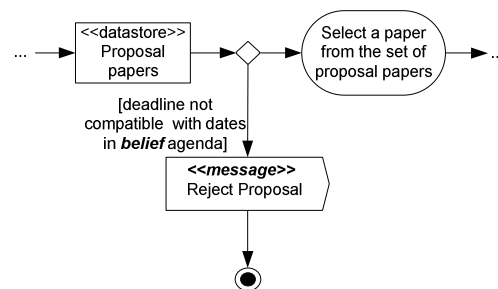 ...
<<datastore>>
Proposal
papers
Select a paper
from the set of
proposal papers
..
[deadline not
compatible with dates
in belief agenda]
<<message>>
Reject Proposal